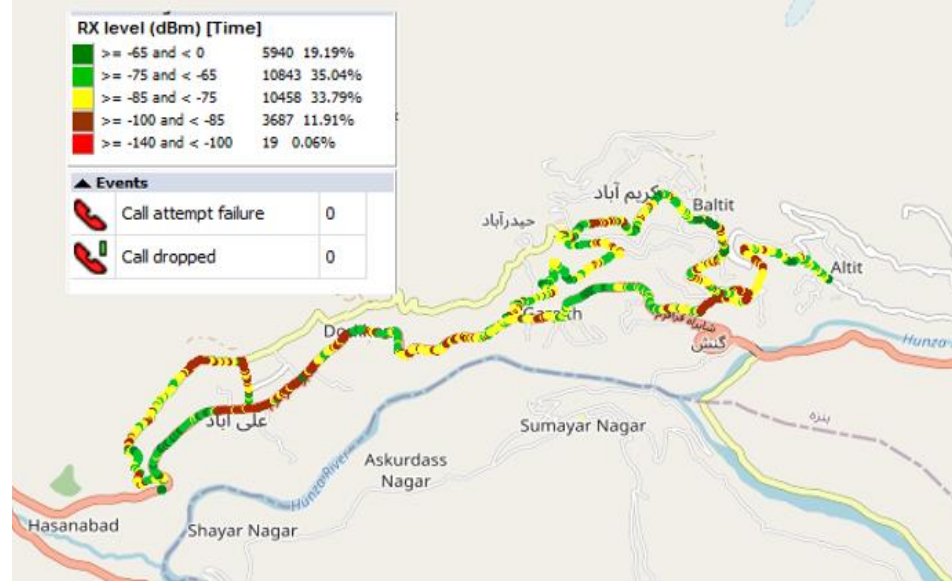 RX level (dBm) [Time]
>= -65 and < 0 5940 19.19%
>= -75 and < -65 10843 35.04%
>= -85 and < -75 10458 33.79%
>= -100 and < -85 3687 11.91%
>= -140 and < -100 19 0.06%
Events
Call attempt failure 0
Call dropped 0
کریم آباد
Baltit
حیدرآباد
Altit
گنش
Hunza
ہنزہ
علی آباد
Sumayar Nagar
Askurdass
Nagar
Hunza River
Hasanabad
Shayar Nagar